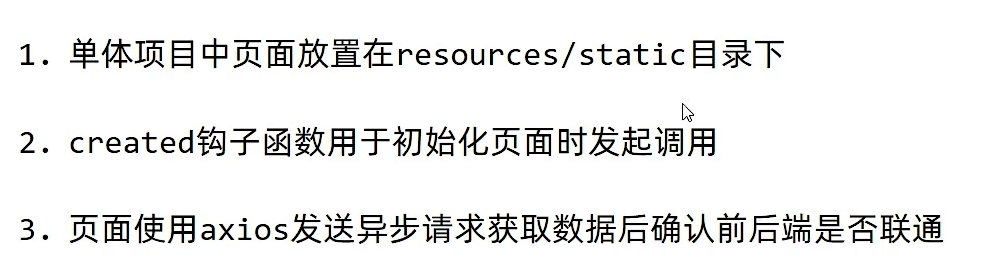 1. 单体项目中页面放置在resources/static目录下
2. created钩子函数用于初始化页面时发起调用
3. 页面使用axios发送异步请求获取数据后确认前后端是否联通